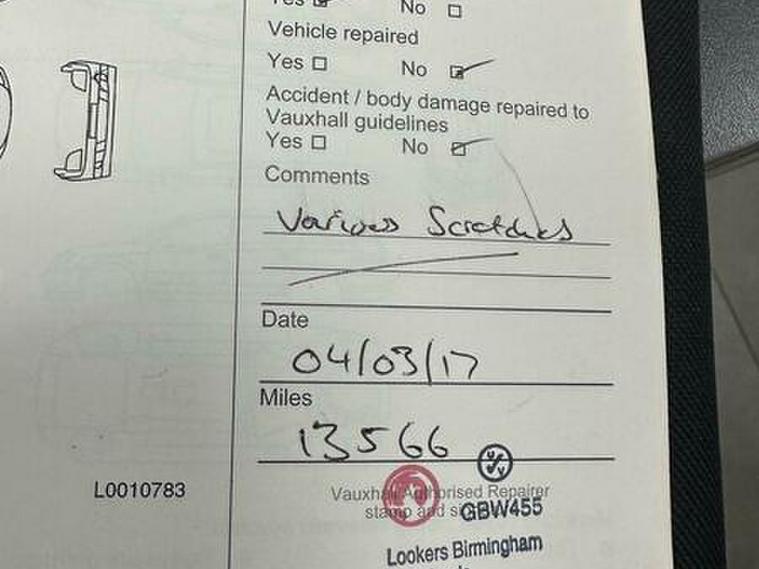 Yes No
Vehicle repaired
Yes No
Accident / body damage repaired to
Vauxhall guidelines
Yes No
Comments
Various Scratches
Date
04/03/17
Miles
13566
L0010783
Vauxhall Authorised Repairer
stamp and
GBW455
Lookers Birmingham